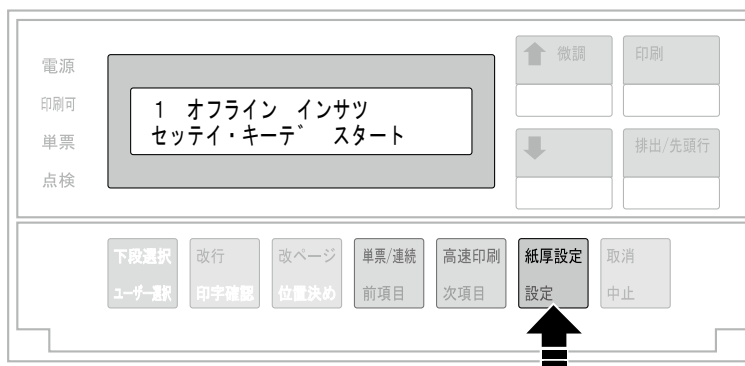 電源
印刷可
単票
点検
1 オフライン インサツ
セッテイ・キーデ゛ スタート
微調
印刷
排出/先頭行
下段選択
ユーザー選択
改行
印字確認
改ページ
位置決め
単票/連続
前項目
高速印刷
次項目
紙厚設定
設定
取消
中止